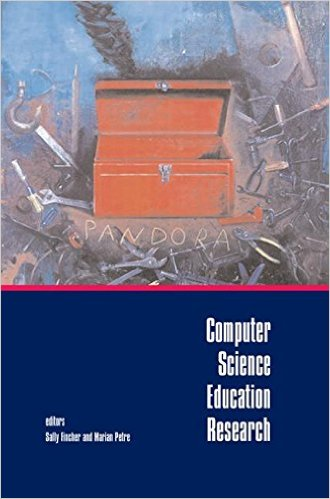 PANDORA
Computer
Science
Education
Research
editors
Sally Fincher and Marian Petre